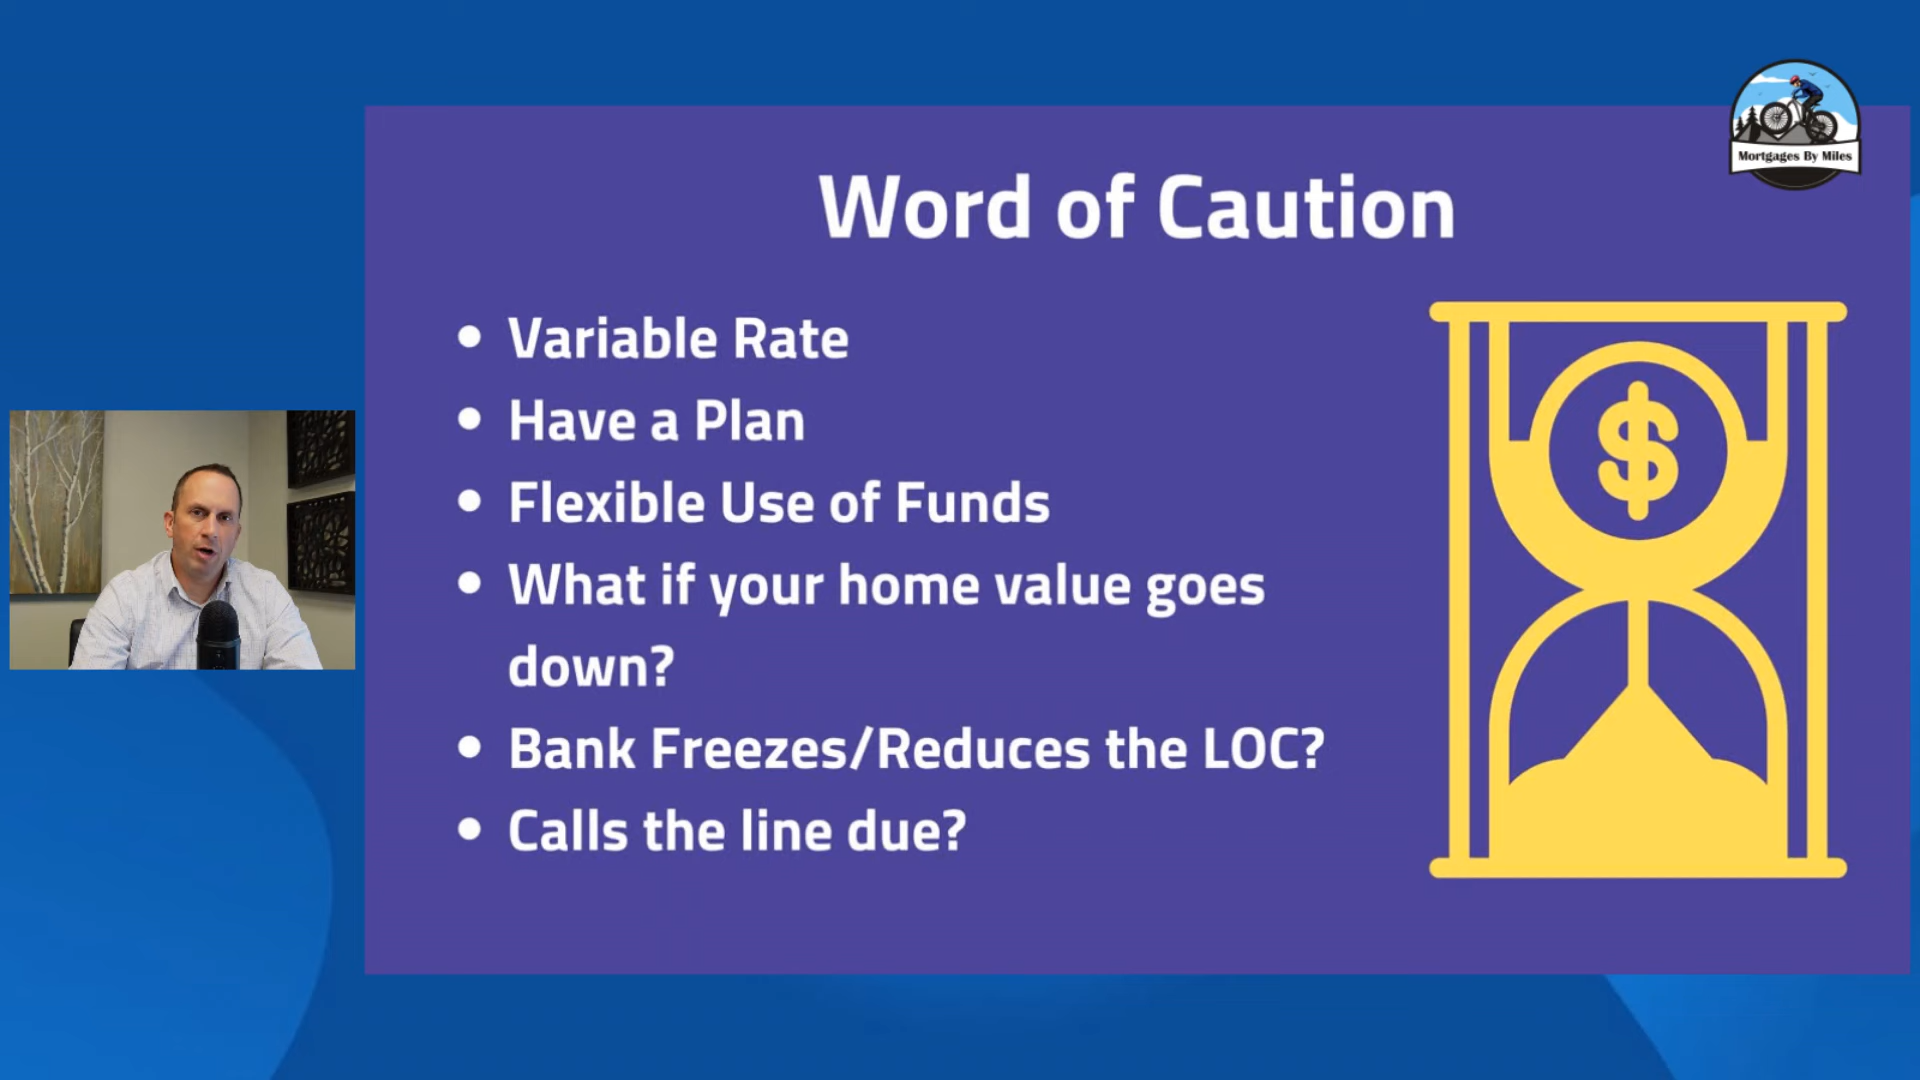 Mortgages By Miles
Word of Caution
• Variable Rate
• Have a Plan
• Flexible Use of Funds
• What if your home value goes
down?
• Bank Freezes/Reduces the LOC?
• Calls the line due?
$